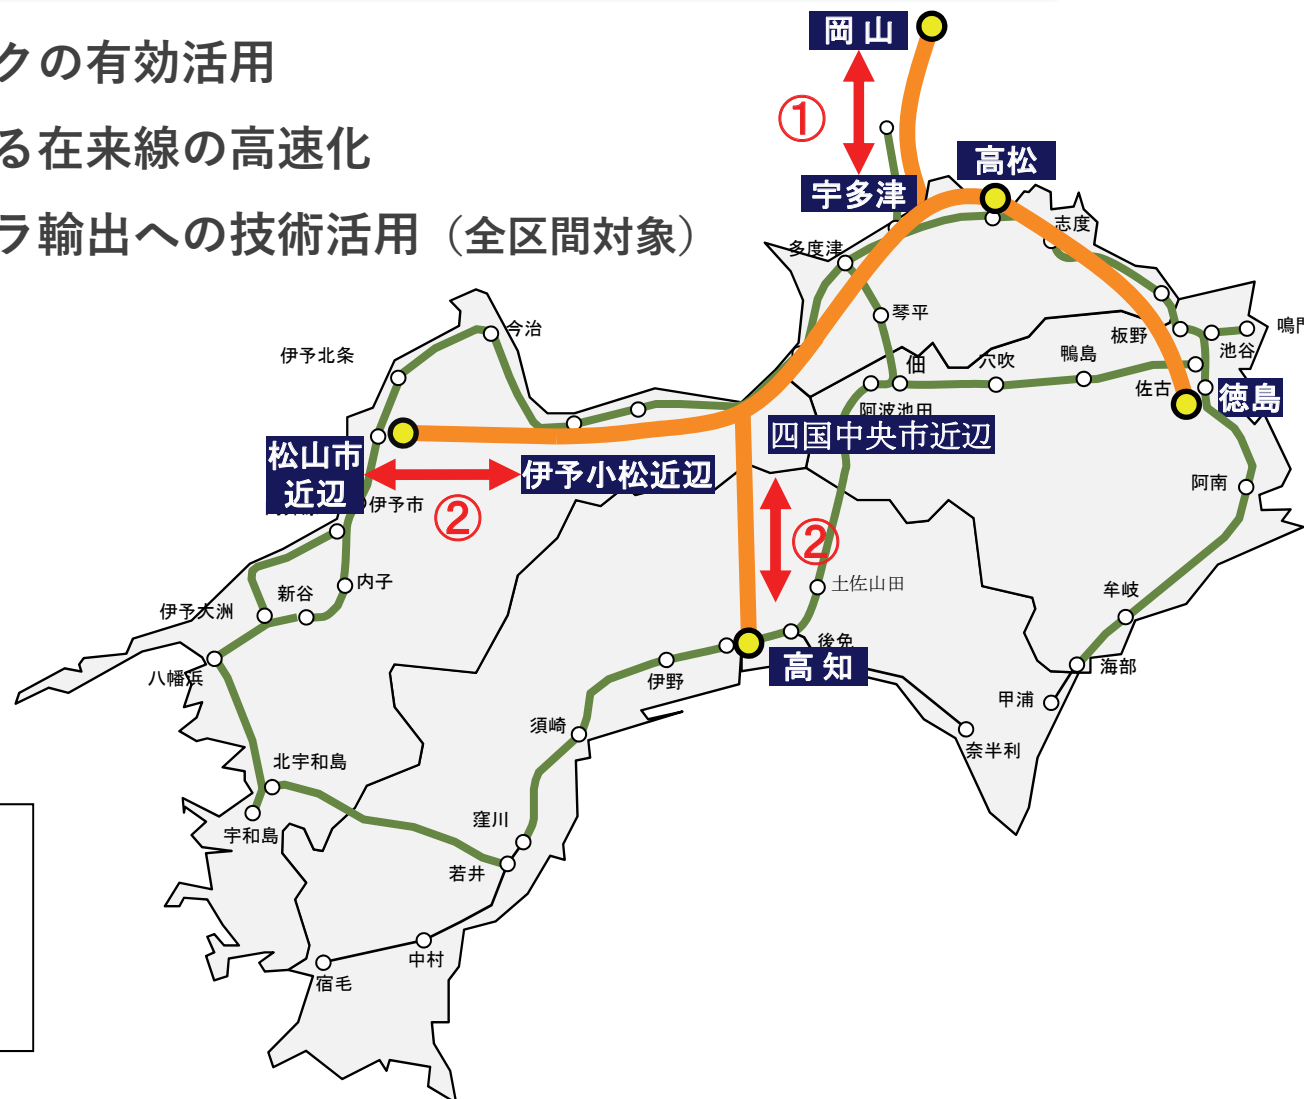 クの有効活用
る在来線の高速化
ラ輸出への技術活用（全区間対象）
岡山
①
宇多津
高松
志度
多度津
琴平
板野
鳴門
池谷
佃
穴吹
鴨島
佐古
徳島
阿波池田
四国中央市近辺
今治
伊予北条
松山市
近辺
伊予小松近辺
②
伊予市
②
阿南
内子
新谷
伊予大洲
土佐山田
牟岐
後免
高知
八幡浜
伊野
海部
甲浦
須崎
奈半利
北宇和島
窪川
宇和島
若井
中村
宿毛